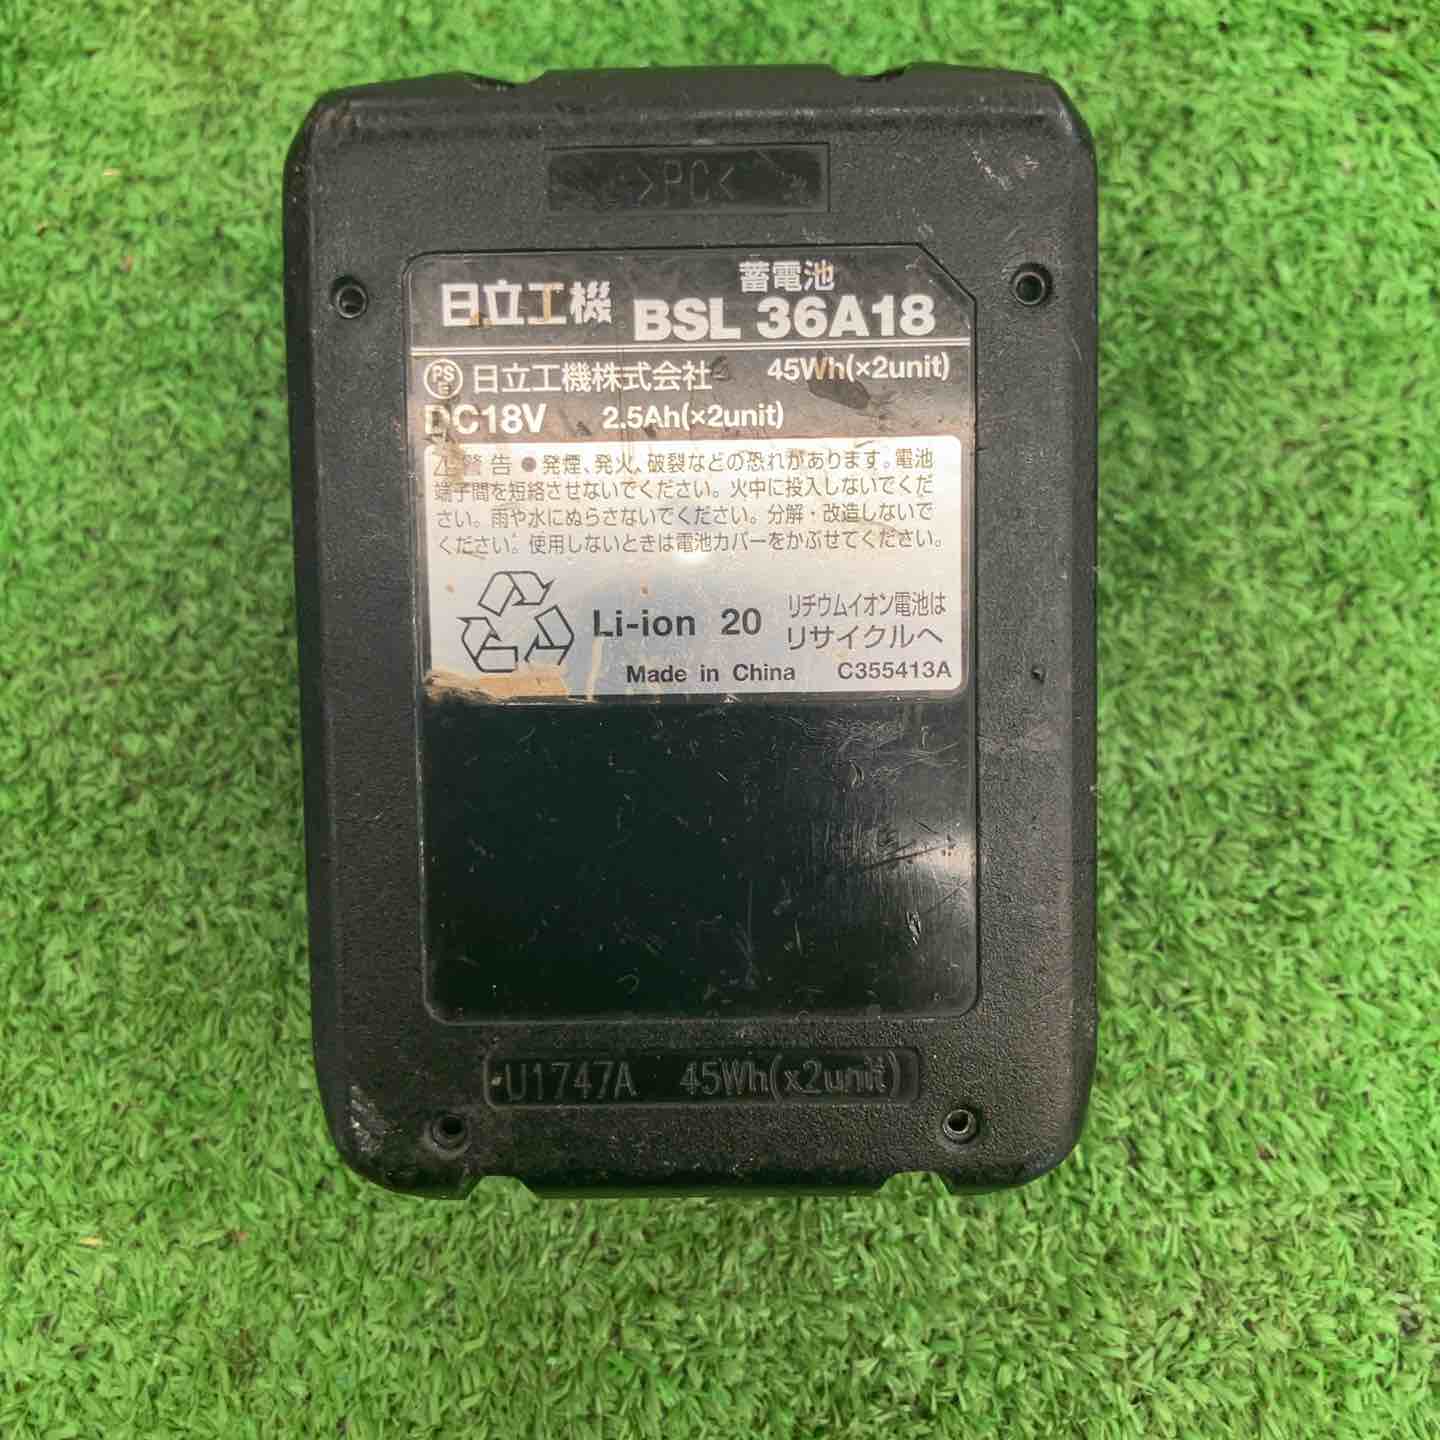 >PC<
日立工機 蓄電池
BSL 36A18
PS E 日立工機株式会社 45Wh(×2unit)
DC18V 2.5Ah(×2unit)
⚠警告 ●発煙、発火、破裂などの恐れがあります。電池
端子間を短絡させないでください。火中に投入しないでくだ
さい。雨や水にぬらさないでください。分解・改造しないで
ください。使用しないときは電池カバーをかぶせてください。
Li-ion 20 リチウムイオン電池は
リサイクルへ
Made in China C355413A
U1747A 45Wh(x2unit)